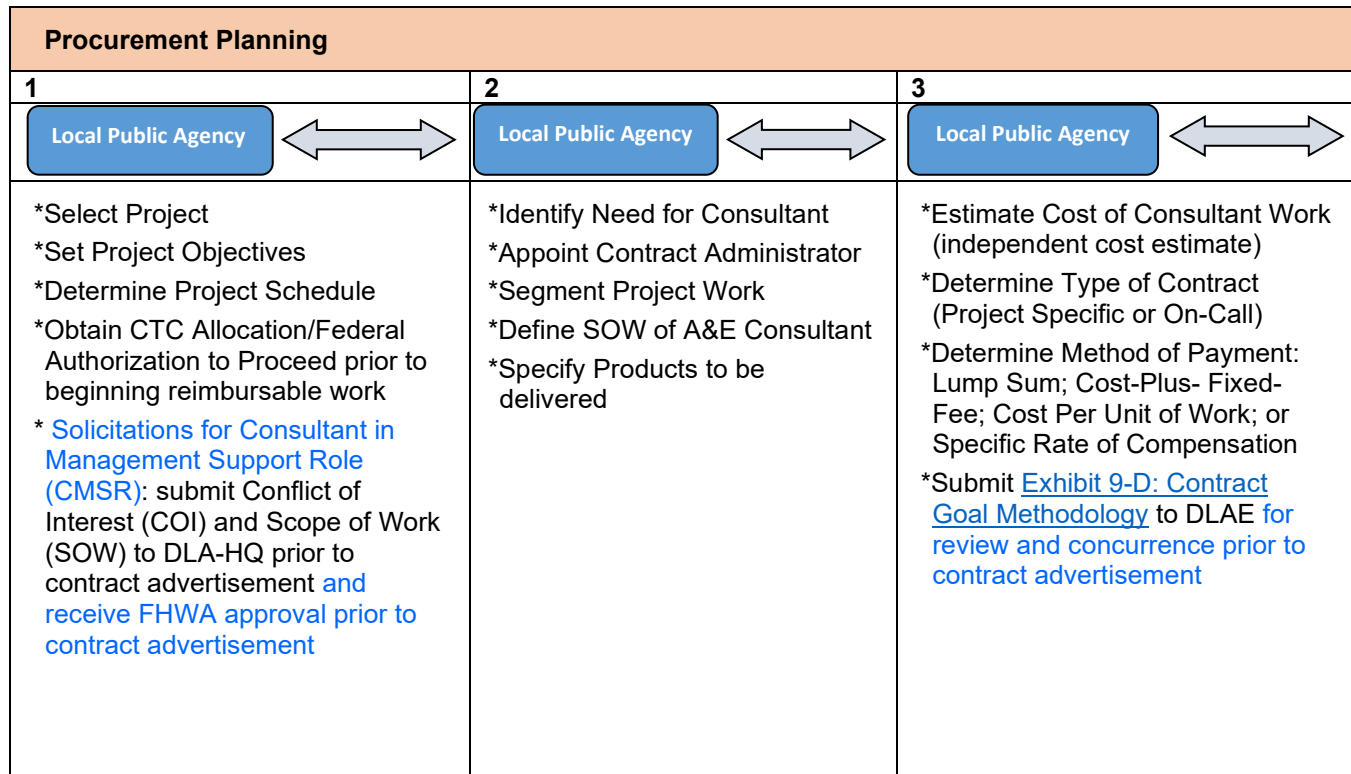 Procurement Planning
1
2
3
Local Public Agency
Local Public Agency
Local Public Agency
*Select Project
*Set Project Objectives
*Determine Project Schedule
*Obtain CTC Allocation/Federal
Authorization to Proceed prior to
beginning reimbursable work
* Solicitations for Consultant in
Management Support Role
(CMSR): submit Conflict of
Interest (COI) and Scope of Work
(SOW) to DLA-HQ prior to
contract advertisement and
receive FHWA approval prior to
contract advertisement
*Identify Need for Consultant
*Appoint Contract Administrator
*Segment Project Work
*Define SOW of A&E Consultant
*Specify Products to be
delivered
*Estimate Cost of Consultant Work
(independent cost estimate)
*Determine Type of Contract
(Project Specific or On-Call)
*Determine Method of Payment:
Lump Sum; Cost-Plus- Fixed-
Fee; Cost Per Unit of Work; or
Specific Rate of Compensation
*Submit Exhibit 9-D: Contract
Goal Methodology to DLAE for
review and concurrence prior to
contract advertisement